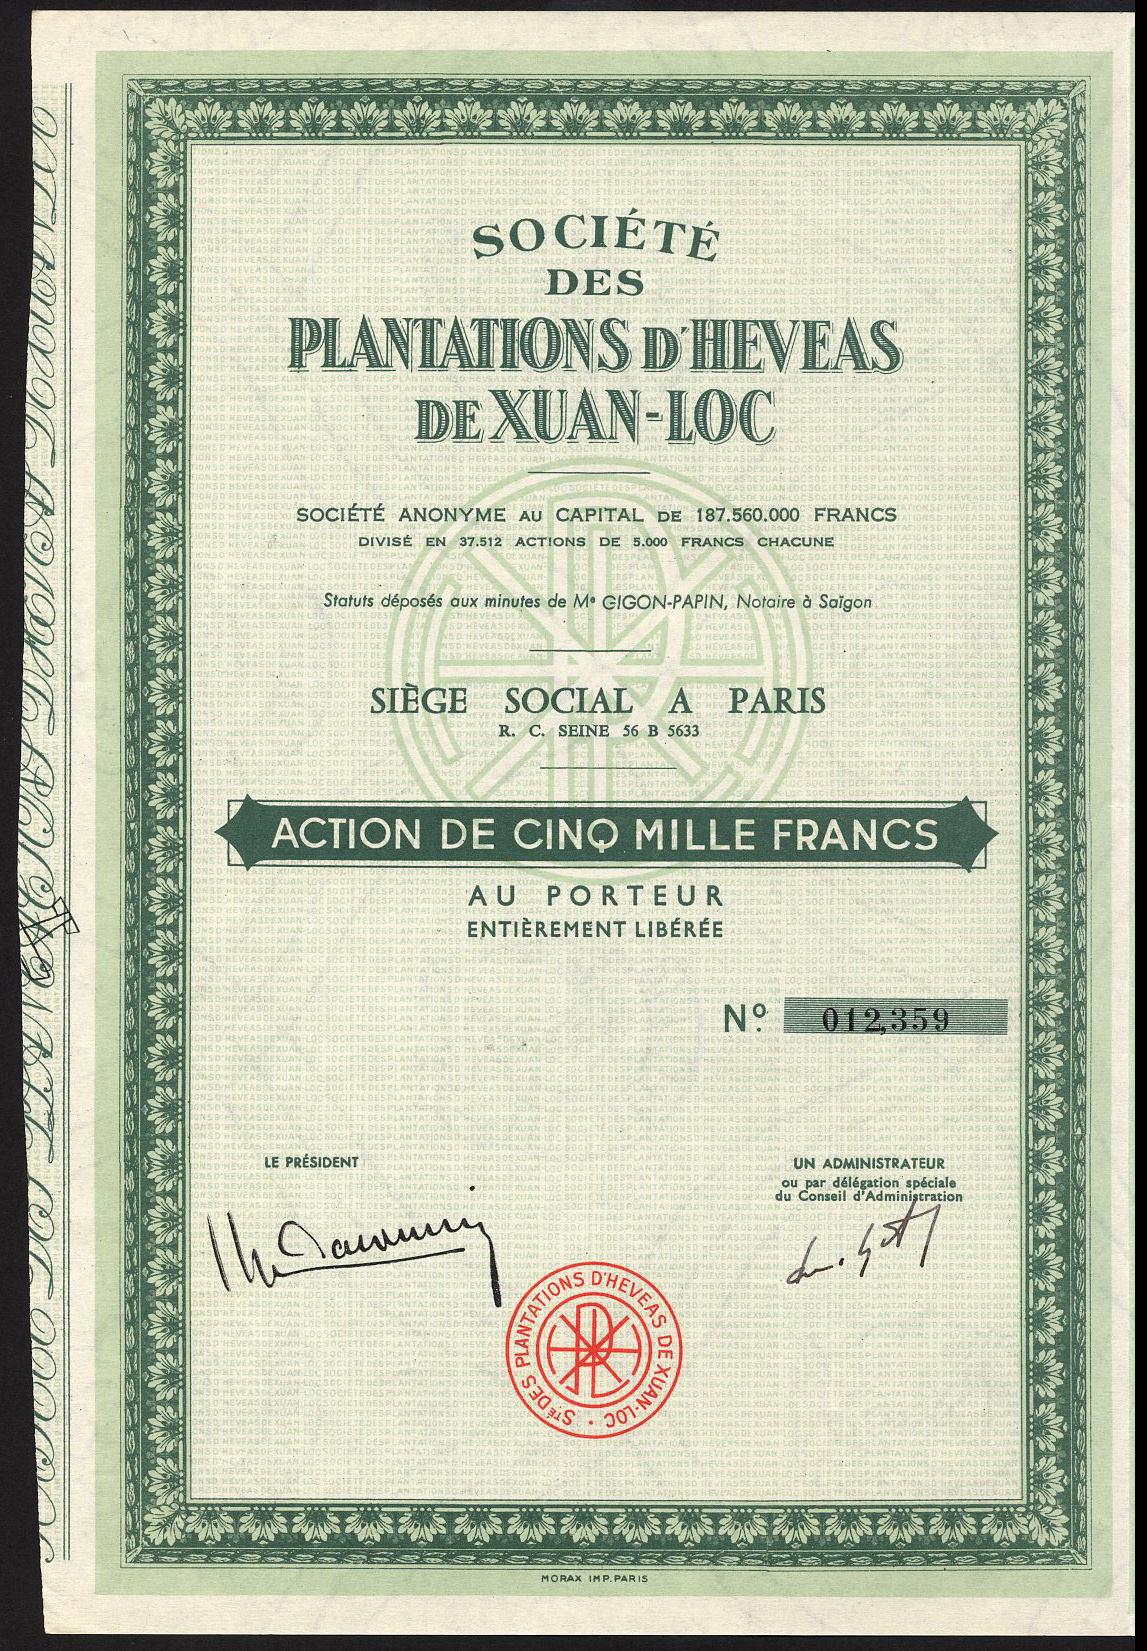 SOCIÉTÉ
DES
PLANTATIONS D'HEVEAS
DE XUAN-LOC
SOCIÉTÉ ANONYME AU CAPITAL DE 187.560.000 FRANCS
DIVISÉ EN 37.512 ACTIONS DE 5.000 FRANCS CHACUNE
Statuts déposés aux minutes de Me GIGON-PAPIN, Notaire à Saïgon
SIÈGE SOCIAL A PARIS
R. C. SEINE 56 B 5633
ACTION DE CINQ MILLE FRANCS
AU PORTEUR
ENTIÈREMENT LIBÉRÉE
No. 012,359
LE PRÉSIDENT
UN ADMINISTRATEUR
ou par délégation spéciale
du Conseil d'Administration
Sté DES PLANTATIONS D'HEVEAS DE XUAN-LOC
MORAX IMP. PARIS